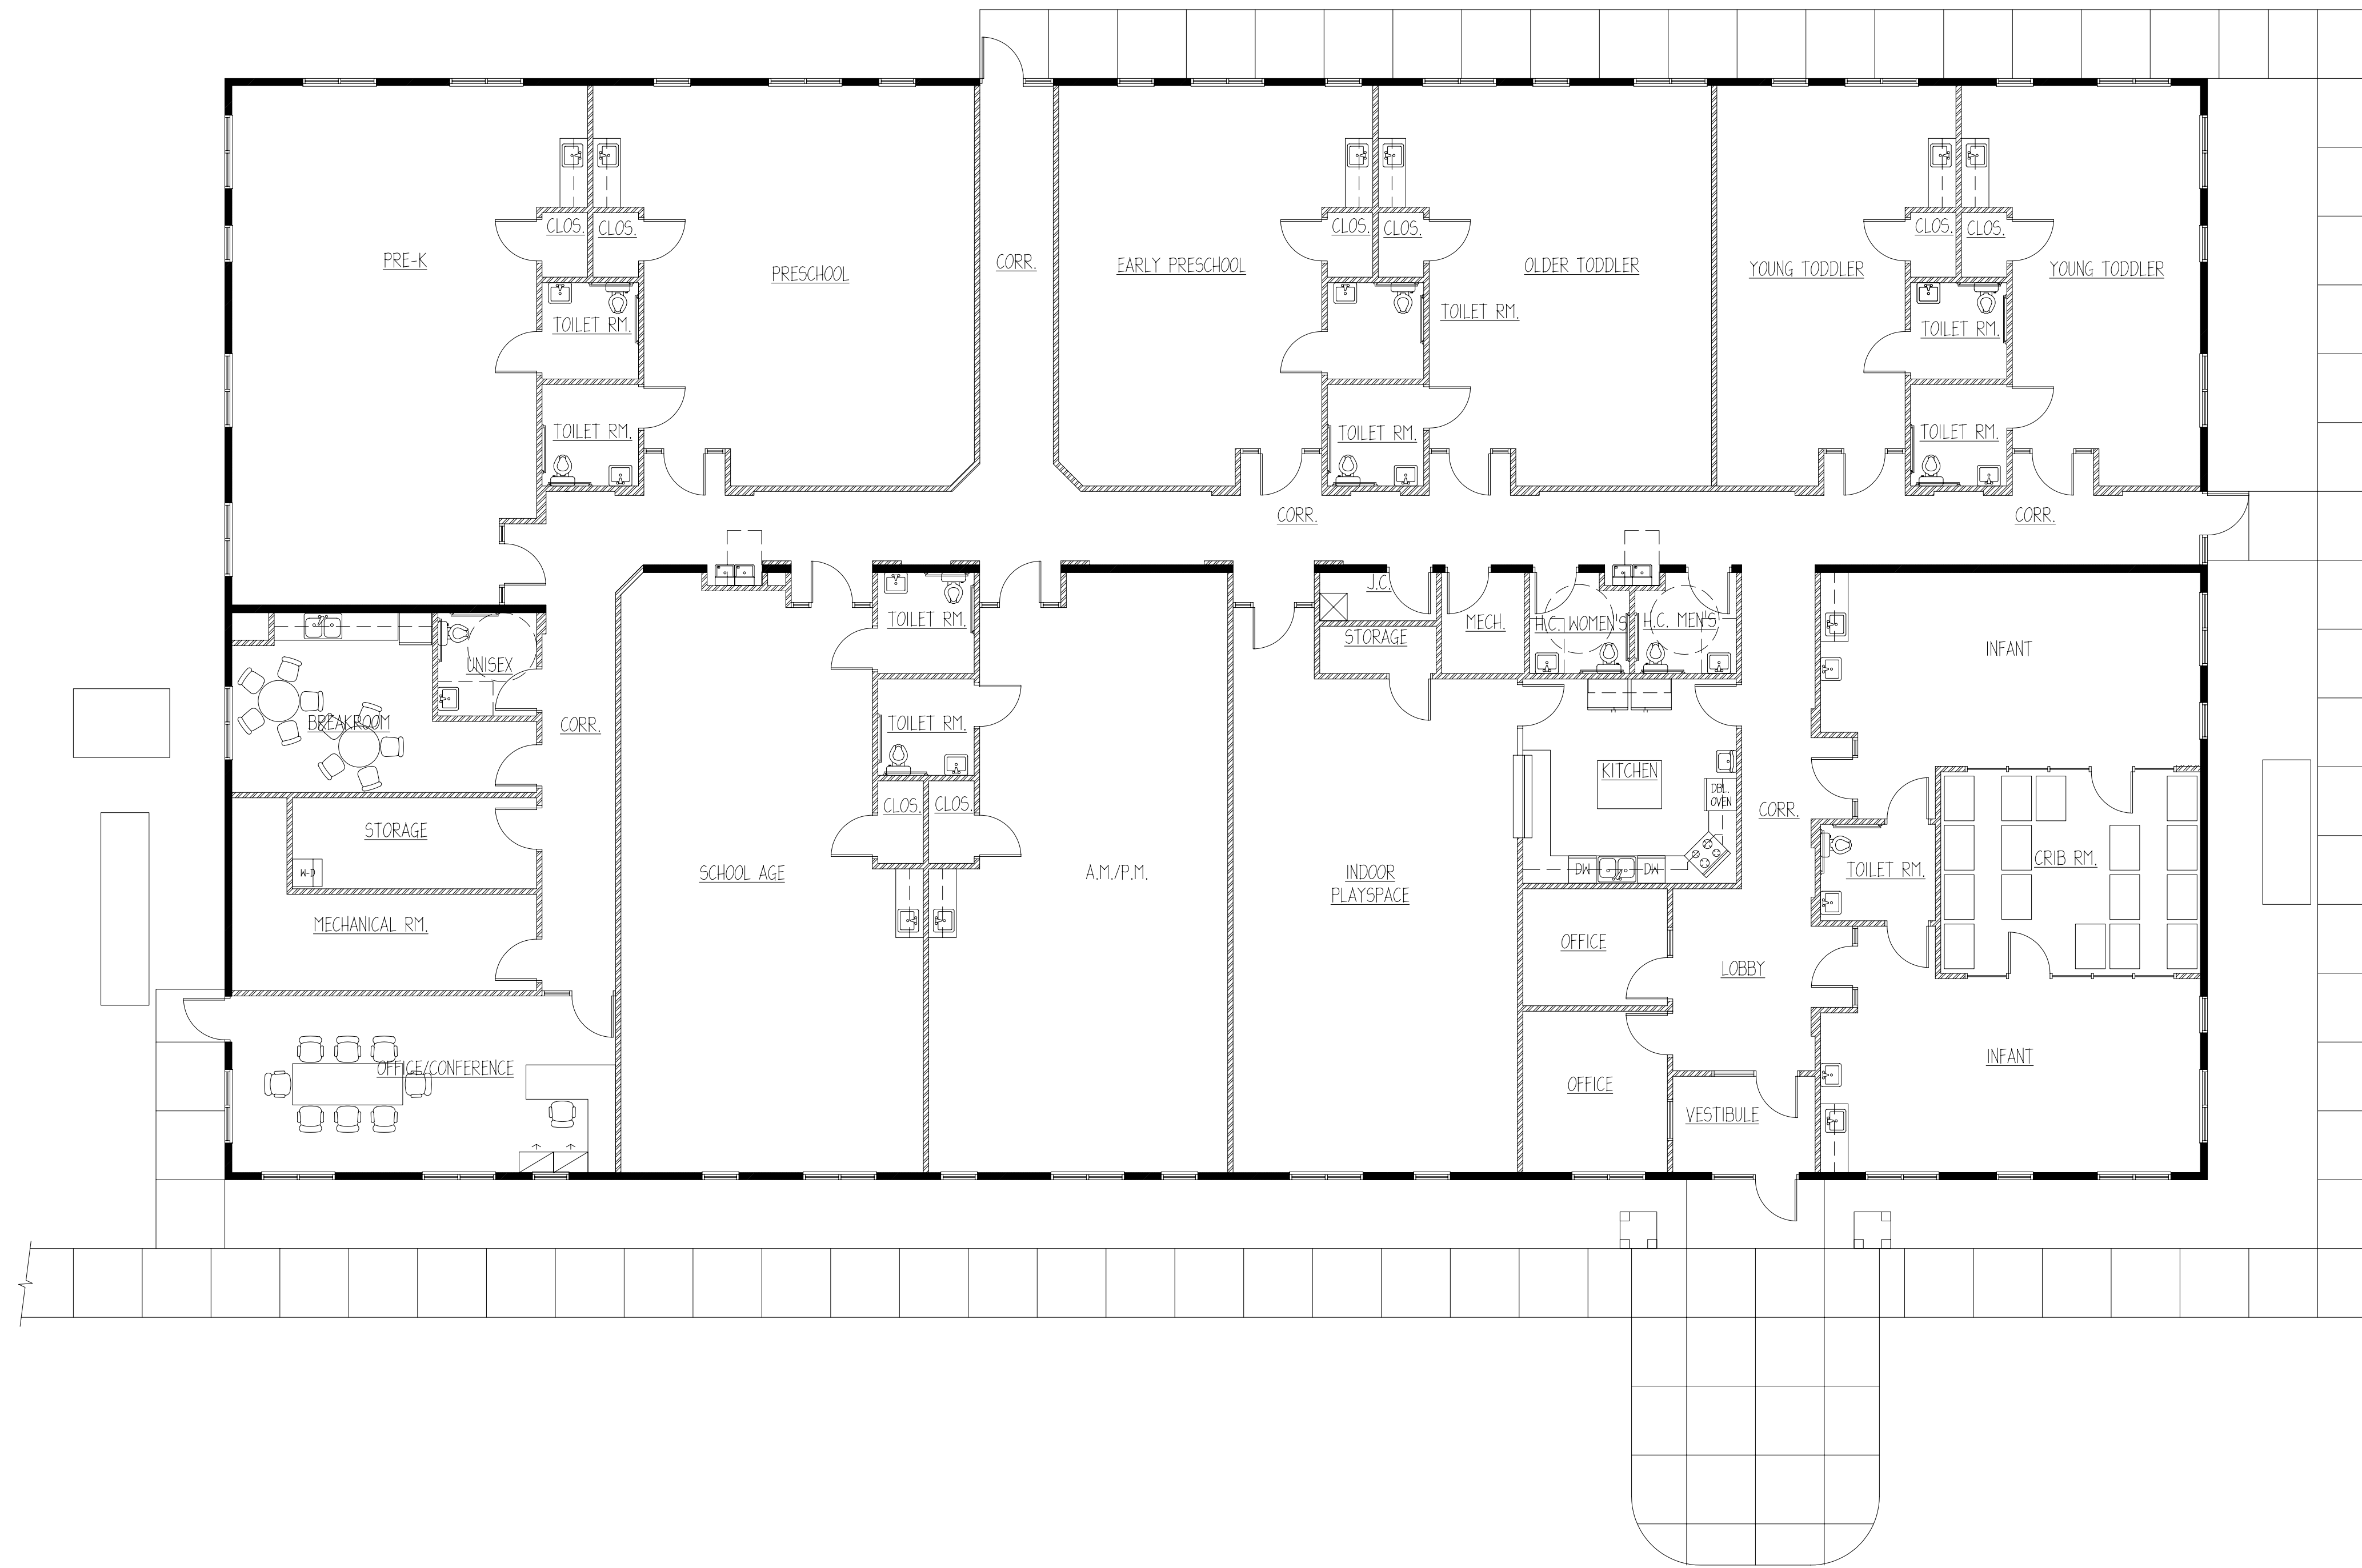 CLOS.
CLOS.
CLOS.
CLOS.
CLOS.
CLOS.
PRE-K
PRESCHOOL
CORR.
EARLY PRESCHOOL
OLDER TODDLER
YOUNG TODDLER
YOUNG TODDLER
TOILET RM.
TOILET RM.
TOILET RM.
TOILET RM.
TOILET RM.
TOILET RM.
CORR.
CORR.
J.C.
TOILET RM.
STORAGE
MECH.
H.C. WOMEN'S
H.C. MEN'S
INFANT
UNISEX
BREAKROOM
CORR.
TOILET RM.
KITCHEN
DBL.
OVEN
CLOS.
CLOS.
CORR.
STORAGE
W-D
SCHOOL AGE
A.M./P.M.
INDOOR
PLAYSPACE
DW
DW
TOILET RM.
CRIB RM.
MECHANICAL RM.
OFFICE
LOBBY
OFFICE/CONFERENCE
OFFICE
VESTIBULE
INFANT